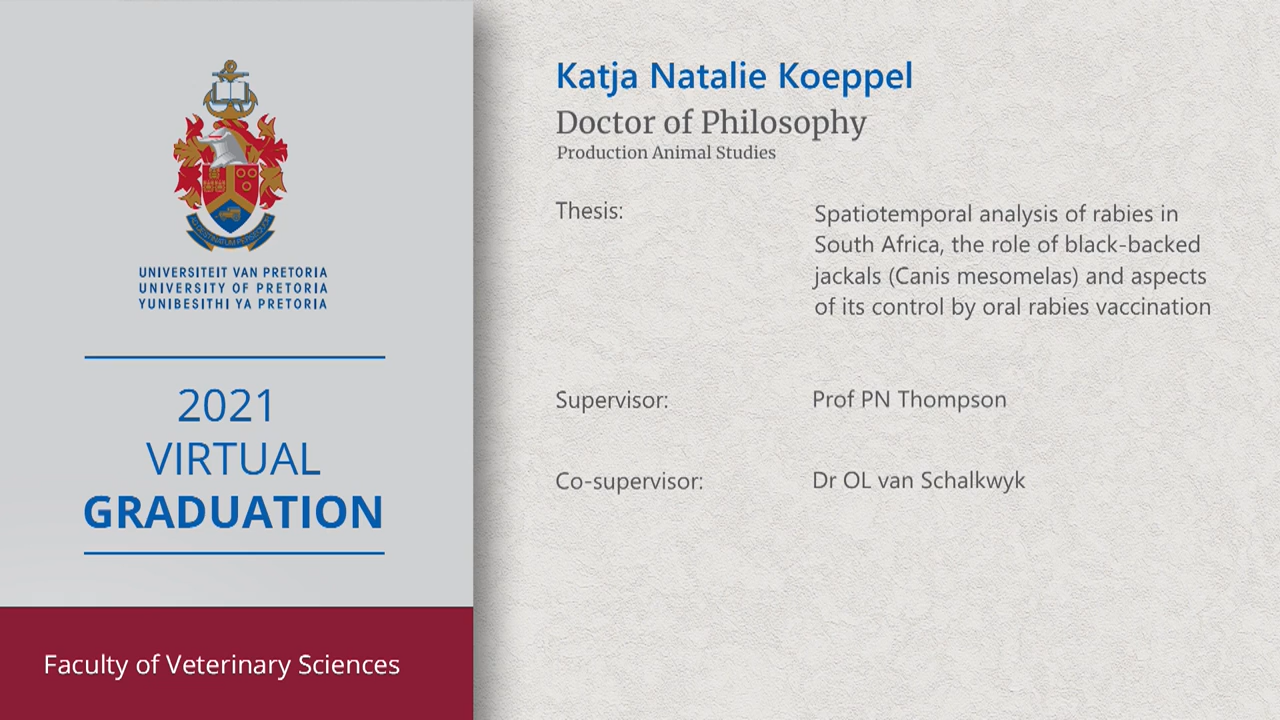 UNIVERSITEIT VAN PRETORIA
UNIVERSITY OF PRETORIA
YUNIBESITHI YA PRETORIA
2021
VIRTUAL
GRADUATION
Faculty of Veterinary Sciences
Katja Natalie Koeppel
Doctor of Philosophy
Production Animal Studies
Thesis:
Spatiotemporal analysis of rabies in
South Africa, the role of black-backed
jackals (Canis mesomelas) and aspects
of its control by oral rabies vaccination
Supervisor: Prof PN Thompson
Co-supervisor: Dr OL van Schalkwyk